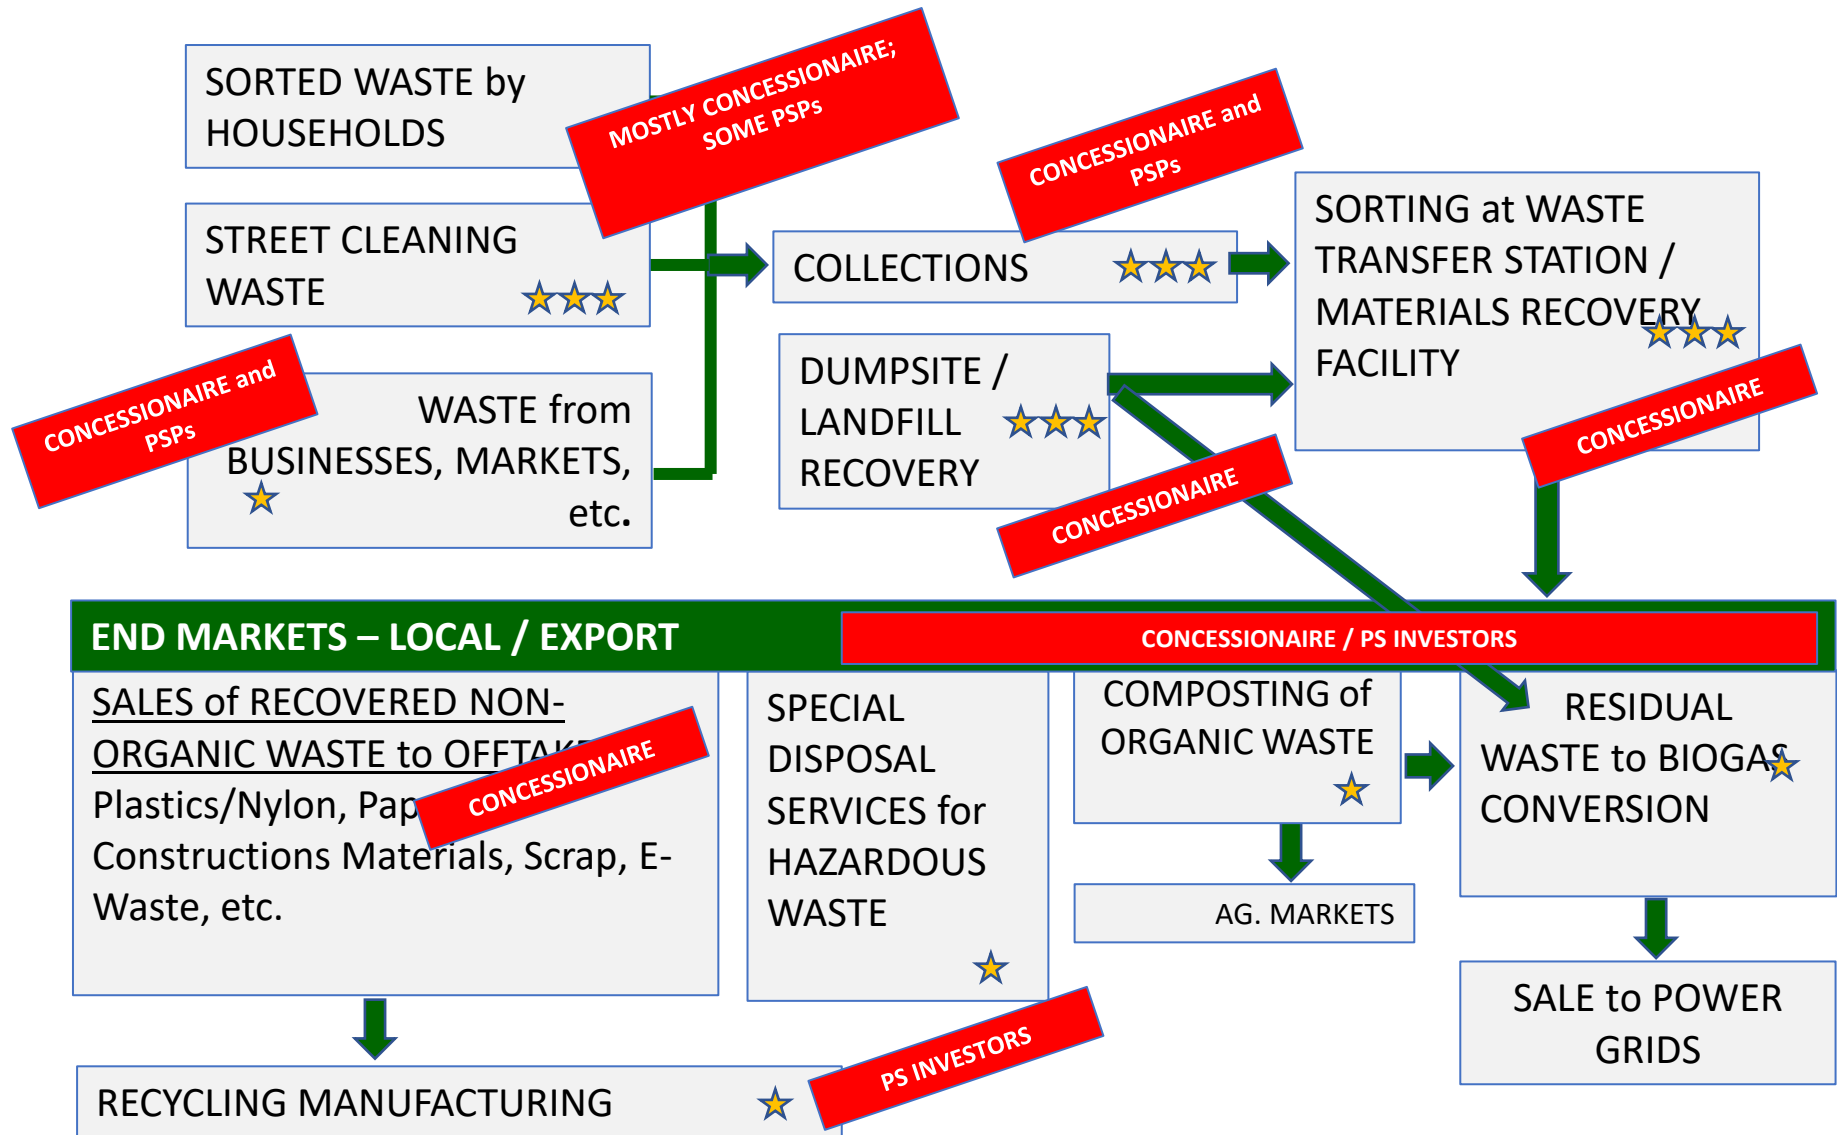 SORTED WASTE by
HOUSEHOLDS
MOSTLY CONCESSIONAIRE;
SOME PSPs
STREET CLEANING
WASTE
CONCESSIONAIRE and
PSPs
WASTE from
BUSINESSES, MARKETS,
etc.
COLLECTIONS
CONCESSIONAIRE and
PSPs
DUMPSITE /
LANDFILL
RECOVERY
CONCESSIONAIRE
SORTING at WASTE
TRANSFER STATION /
MATERIALS RECOVERY
FACILITY
CONCESSIONAIRE
END MARKETS – LOCAL / EXPORT
CONCESSIONAIRE / PS INVESTORS
SALES of RECOVERED NON-
ORGANIC WASTE to
CONCESSIONAIRE
Plastics/Nylon,
Constructions Materials, Scrap, E-
Waste, etc.
SPECIAL
DISPOSAL
SERVICES for
HAZARDOUS
WASTE
COMPOSTING of
ORGANIC WASTE
AG. MARKETS
RESIDUAL
WASTE to BIOGAS
CONVERSION
SALE to POWER
GRIDS
RECYCLING MANUFACTURING
PS INVESTORS